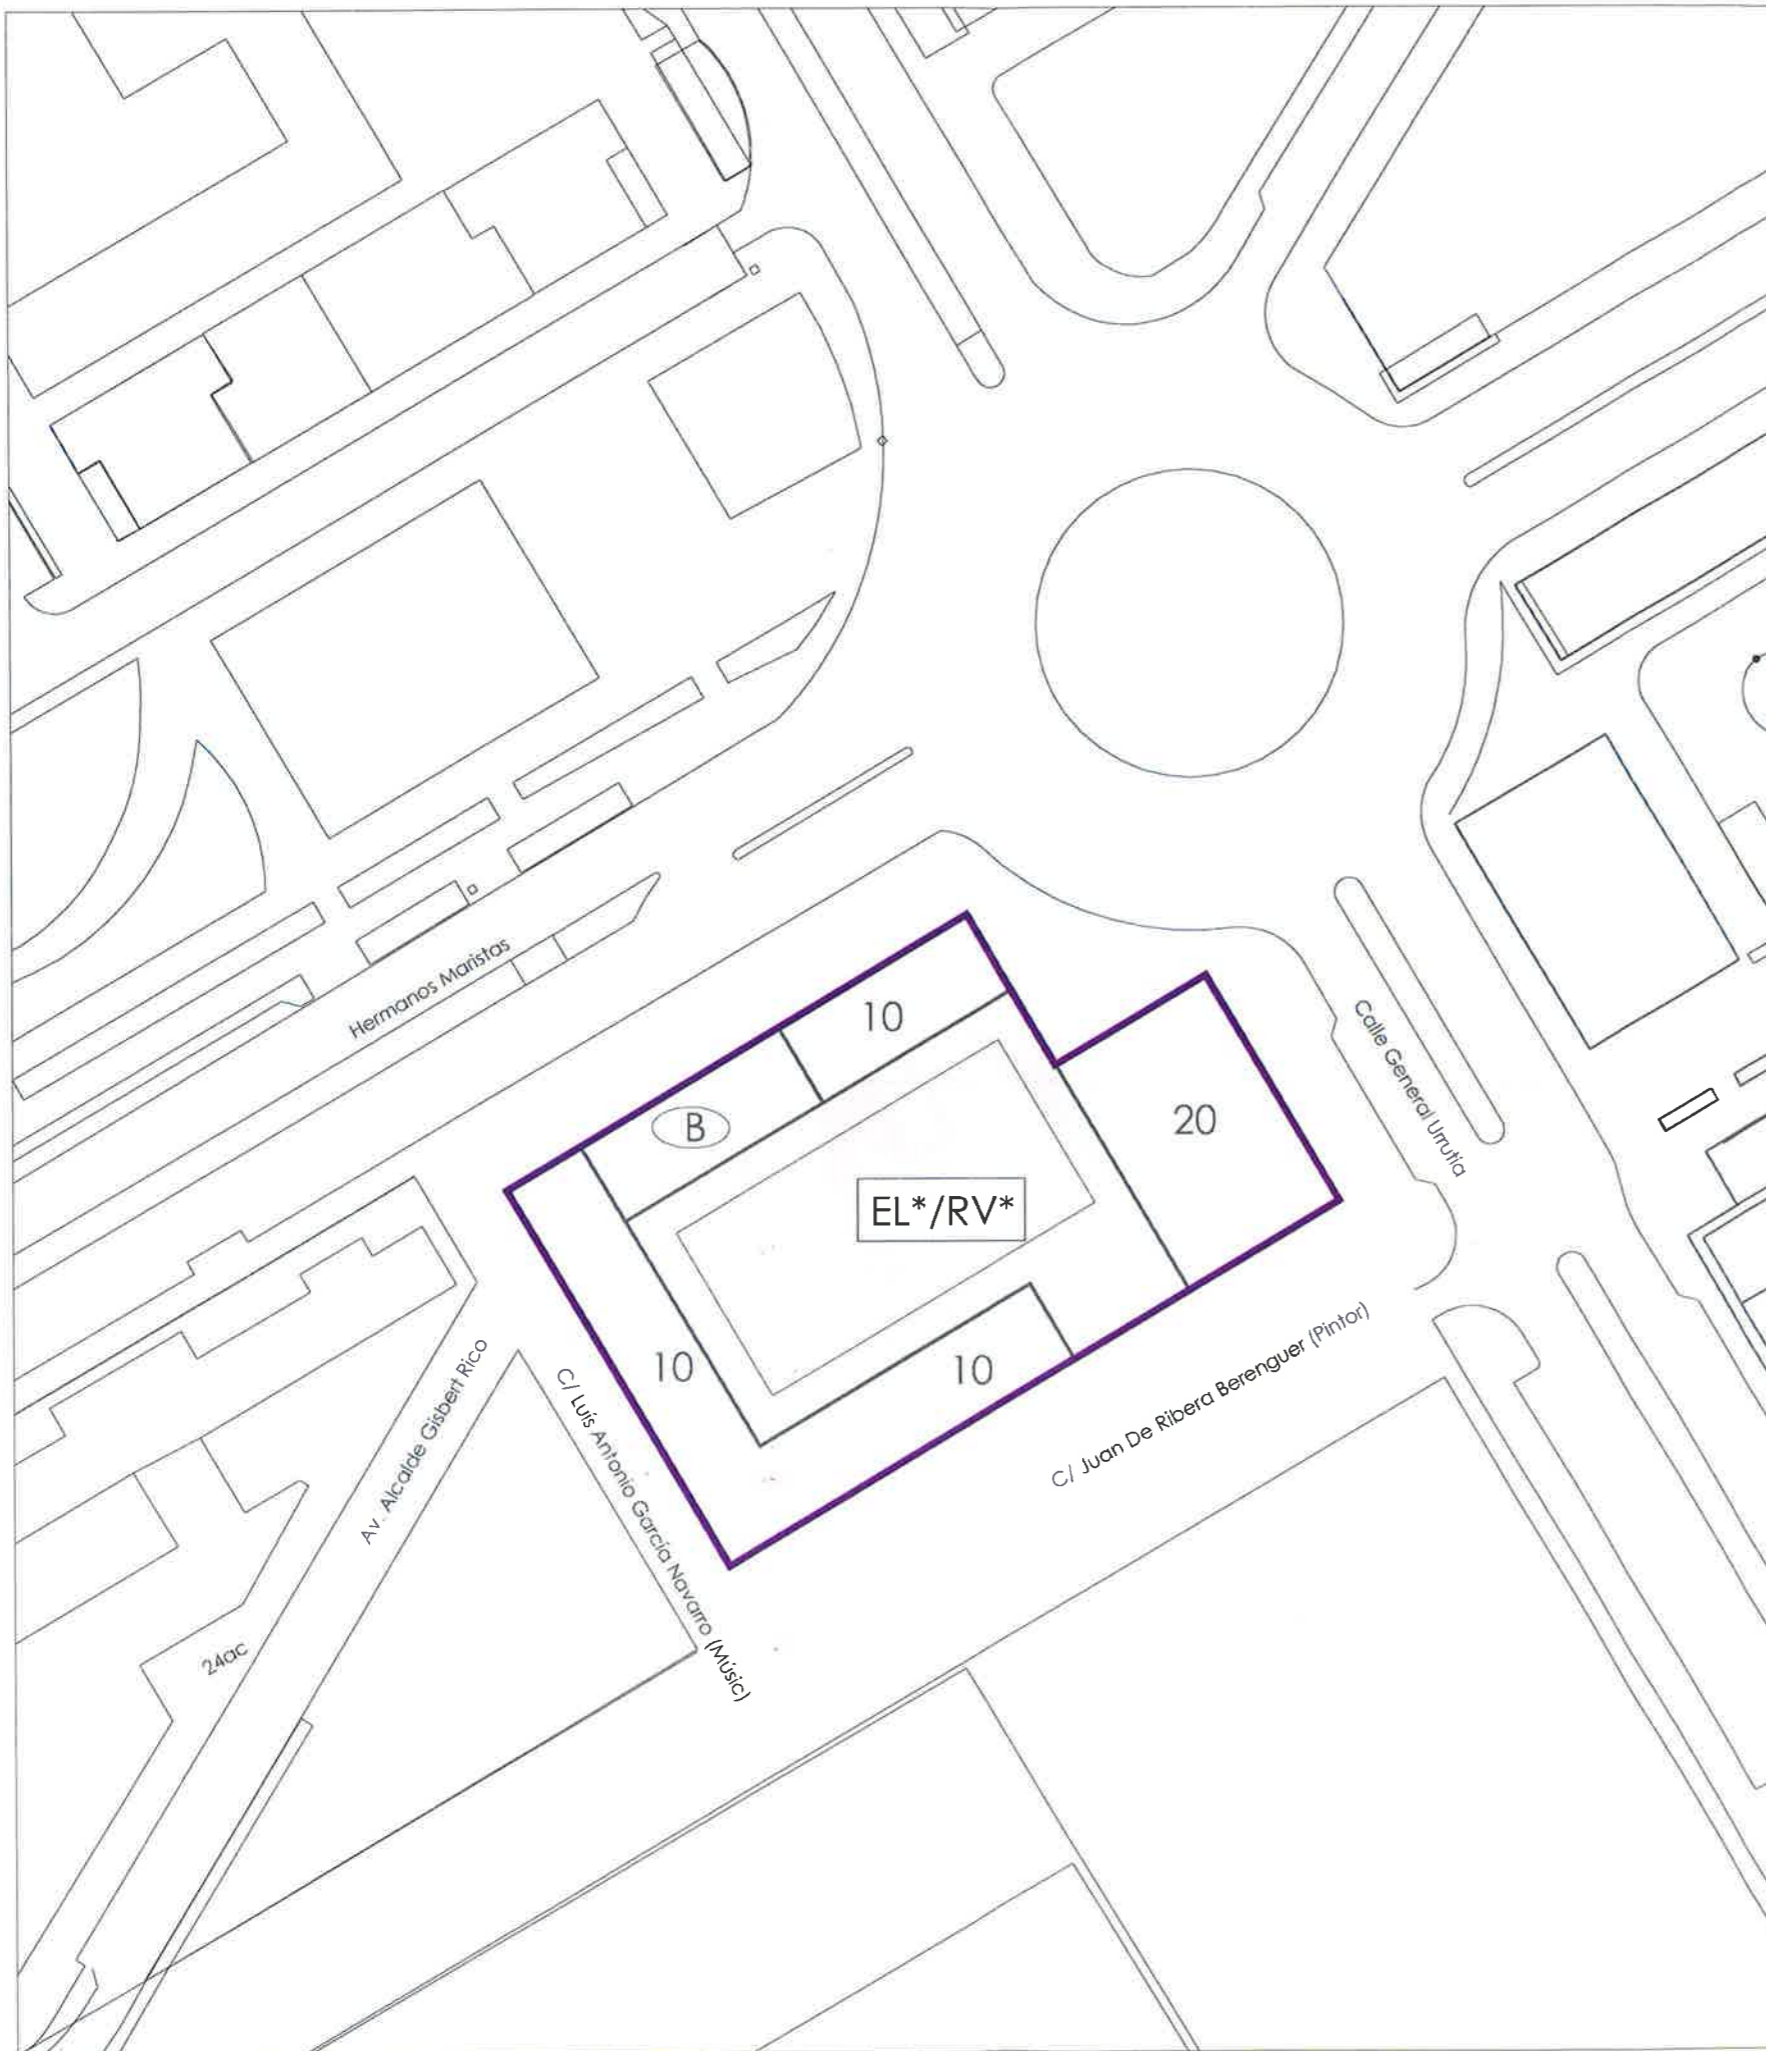 Hermanos Maristas
10
B
20
Calle General Urrutia
EL*/RV*
10
10
C/ Juan De Ribera Berenguer (Pintor)
Av. Alcalde Gisbert Rico
C/ Luís Antonio García Navarro (Músic)
24ac